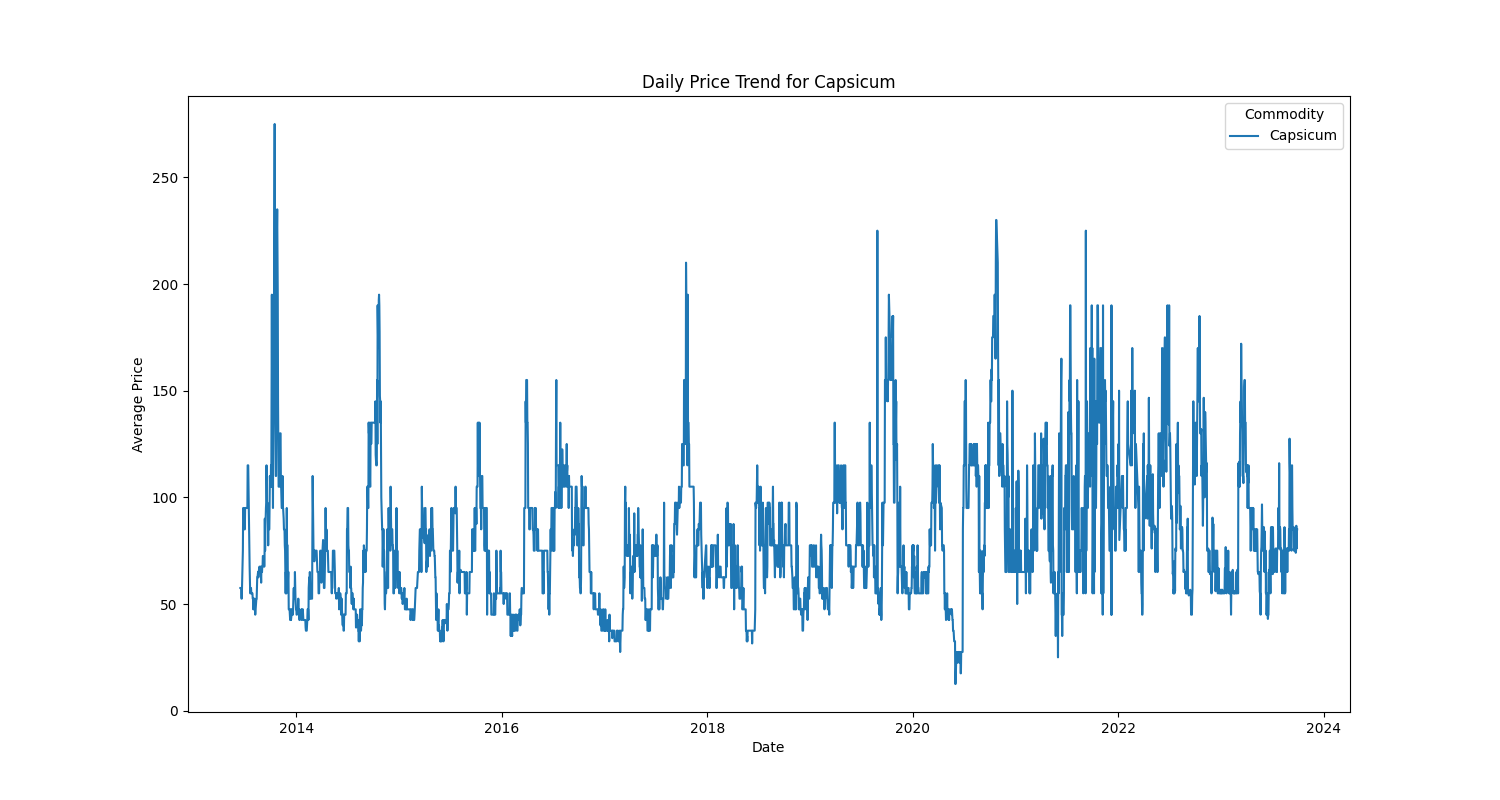 Daily Price Trend for Capsicum
Commodity
Capsicum
Average Price
250
200
150
100
50
0
2014 2016 2018 2020 2022 2024
Date